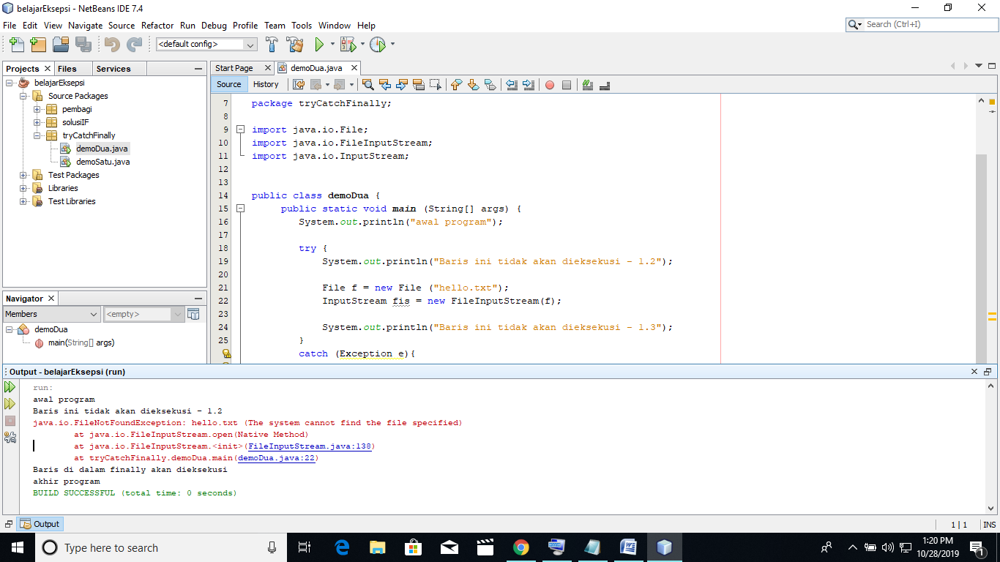 belajarEksepsi - NetBeans IDE 7.4
File Edit View Navigate Source Refactor Run Debug Profile Team Tools Window Help
Search (Ctrl+I)
<default config>
Projects Files Services
belajarEksepsi
Source Packages
pembagi
solusiIF
tryCatchFinally
demoDua.java
demoSatu.java
Test Packages
Libraries
Test Libraries
Navigator
Members <empty>
demoDua
main(String[] args)
Start Page demoDua.java
Source History
7 package tryCatchFinally;
8
9 import java.io.File;
10 import java.io.FileInputStream;
11 import java.io.InputStream;
12
13
14 public class demoDua {
15 public static void main (String[] args) {
16 System.out.println("awal program");
17
18 try {
19 System.out.println("Baris ini tidak akan dieksekusi - 1.2");
20
21 File f = new File ("hello.txt");
22 InputStream fis = new FileInputStream(f);
23
24 System.out.println("Baris ini tidak akan dieksekusi - 1.3");
25 }
catch (Exception e){
Output - belajarEksepsi (run)
run:
awal program
Baris ini tidak akan dieksekusi - 1.2
java.io.FileNotFoundException: hello.txt (The system cannot find the file specified)
at java.io.FileInputStream.open(Native Method)
at java.io.FileInputStream.<init>(FileInputStream.java:138)
at tryCatchFinally.demoDua.main(demoDua.java:22)
Baris di dalam finally akan dieksekusi
akhir program
BUILD SUCCESSFUL (total time: 0 seconds)
Output
1 | 1 INS
Type here to search
1:20 PM
10/28/2019
1